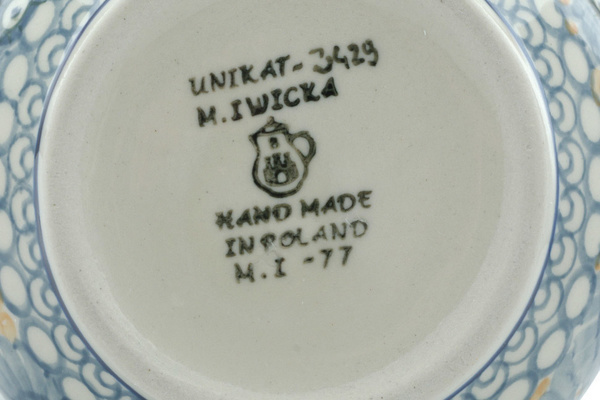 UNIKAT-3429
M.IWICKA
HAND MADE
IN POLAND
M.I -77